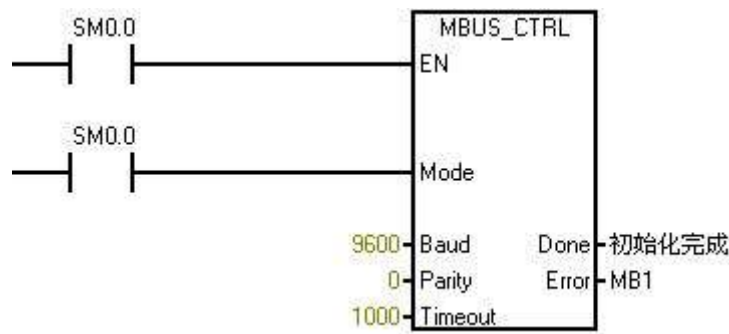 SM0.0
MBUS_CTRL
EN
SM0.0
Mode
9600 Baud Done 初始化完成
0 Parity Error MB1
1000 Timeout